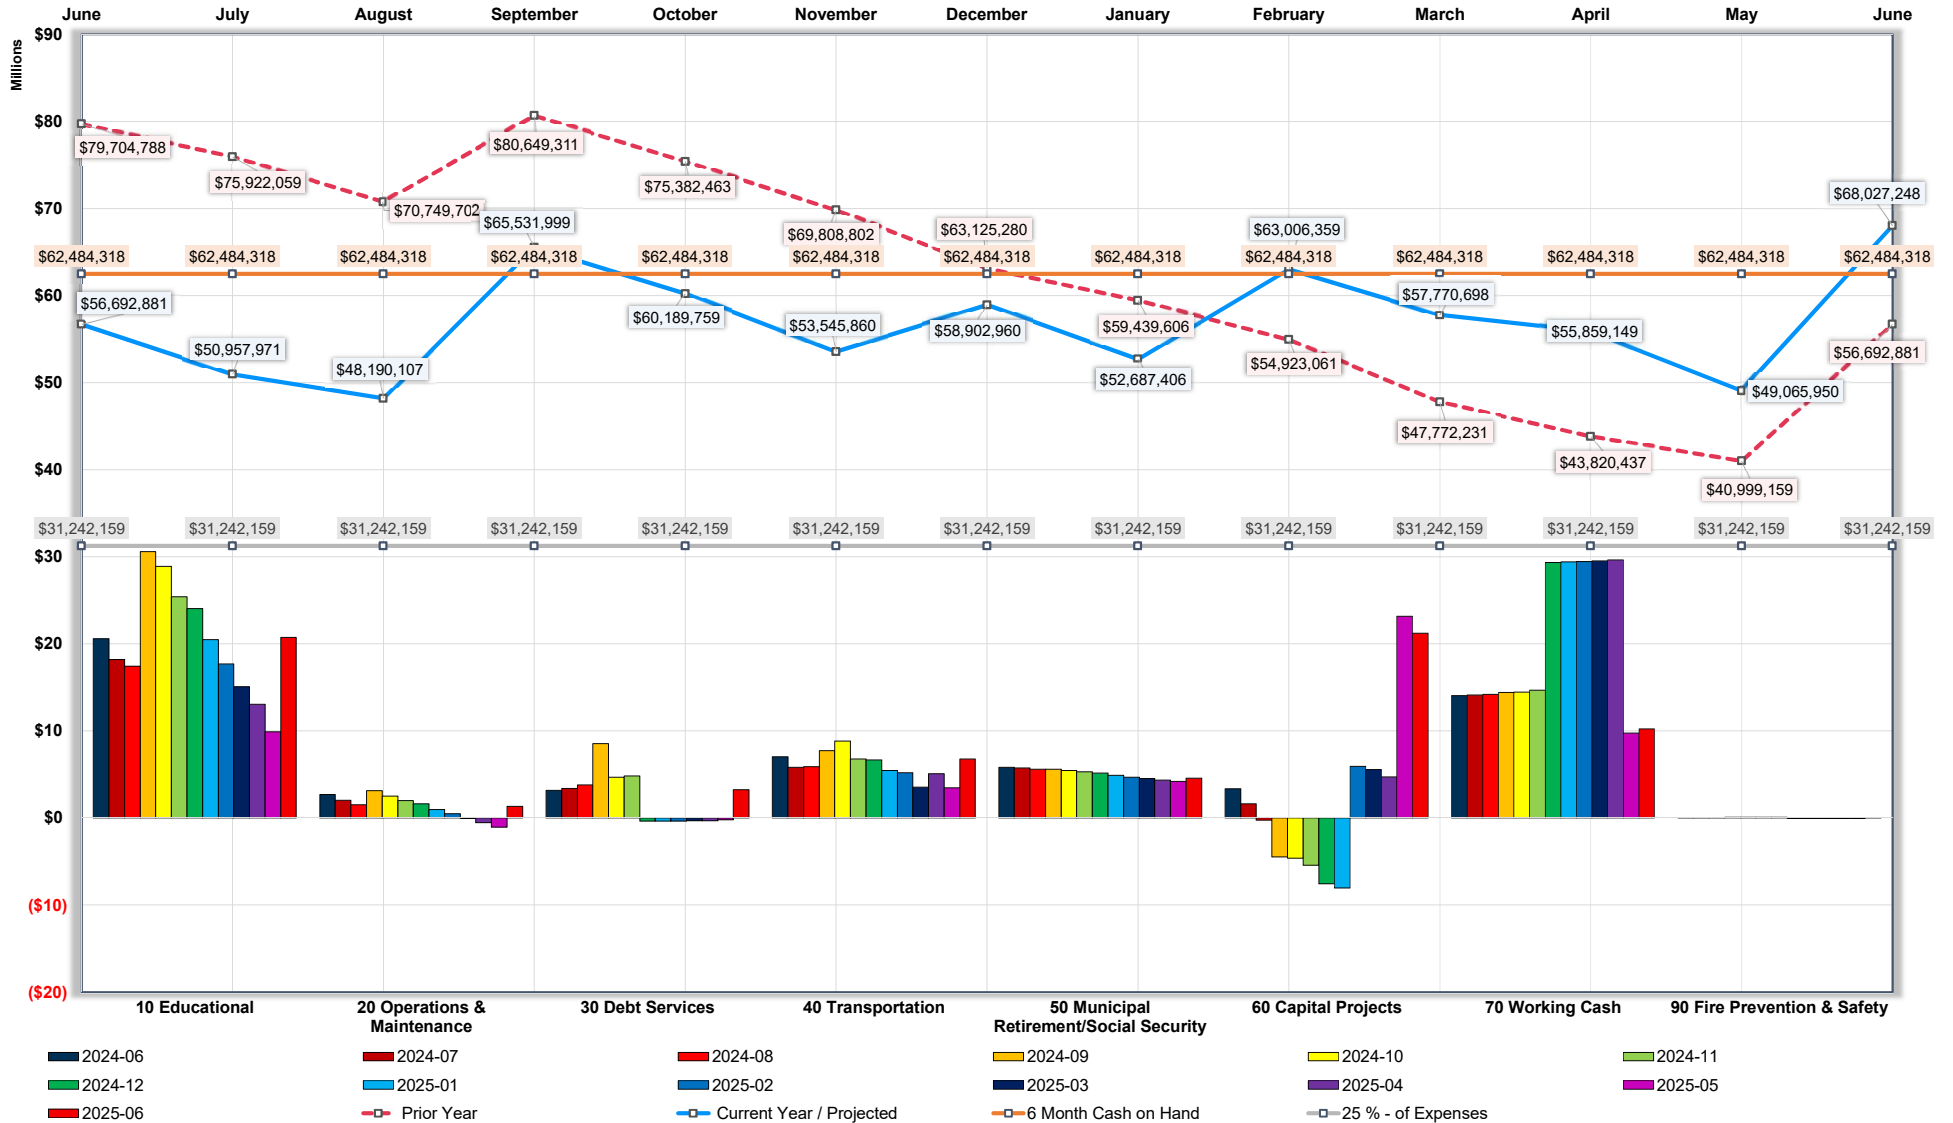 June July August September October November December January February March April May June
Millions
$90
$80
$70
$60
$50
$40
$30
$20
$10
$0
($10)
($20)
$79,704,788
$75,922,059
$70,749,702
$80,649,311
$75,382,463
$69,808,802
$63,125,280
$59,439,606
$54,923,061
$47,772,231
$43,820,437
$40,999,159
$56,692,881
$56,692,881
$50,957,971
$48,190,107
$65,531,999
$60,189,759
$53,545,860
$58,902,960
$52,687,406
$63,006,359
$57,770,698
$55,859,149
$49,065,950
$68,027,248
$62,484,318 $62,484,318 $62,484,318 $62,484,318 $62,484,318 $62,484,318 $62,484,318 $62,484,318 $62,484,318 $62,484,318 $62,484,318 $62,484,318 $62,484,318
$31,242,159 $31,242,159 $31,242,159 $31,242,159 $31,242,159 $31,242,159 $31,242,159 $31,242,159 $31,242,159 $31,242,159 $31,242,159 $31,242,159 $31,242,159
10 Educational
20 Operations &
Maintenance
30 Debt Services
40 Transportation
50 Municipal
Retirement/Social Security
60 Capital Projects
70 Working Cash
90 Fire Prevention & Safety
2024-06 2024-07 2024-08 2024-09 2024-10 2024-11
2024-12 2025-01 2025-02 2025-03 2025-04 2025-05
2025-06 Prior Year Current Year / Projected 6 Month Cash on Hand 25 % - of Expenses